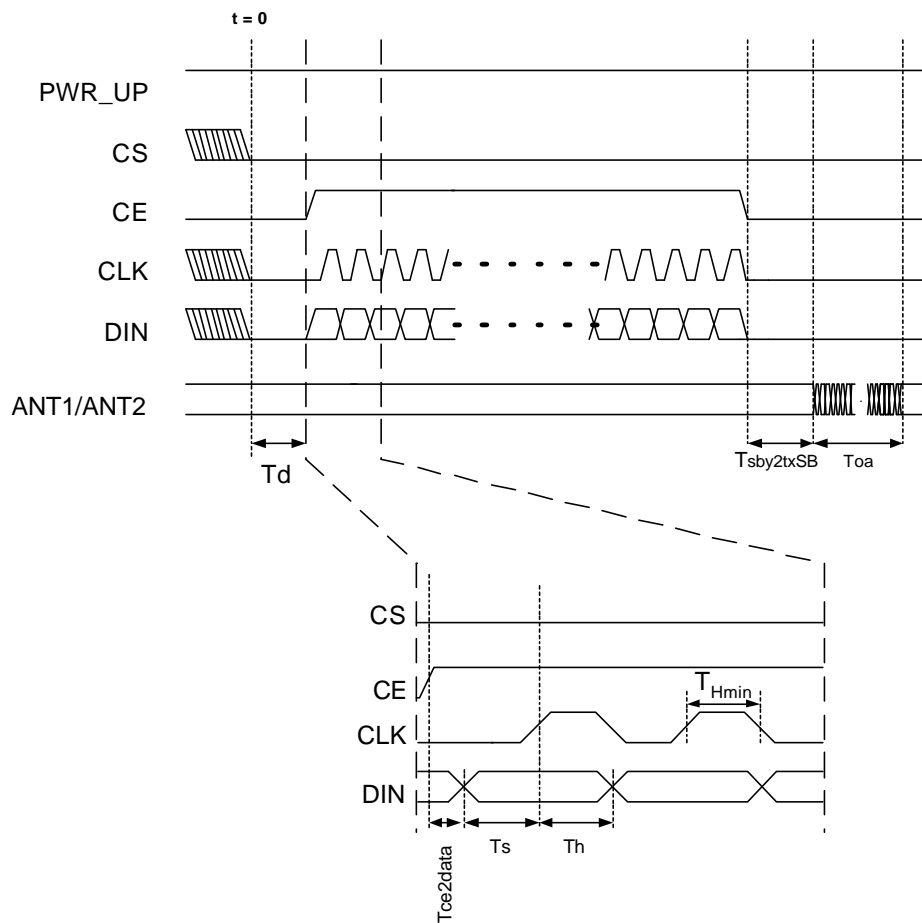 t = 0
PWR_UP
CS
CE
CLK
DIN
ANT1/ANT2
Td
Tsby2txSB
Toa
CS
CE
THmin
CLK
DIN
Tce2data
Ts
Th